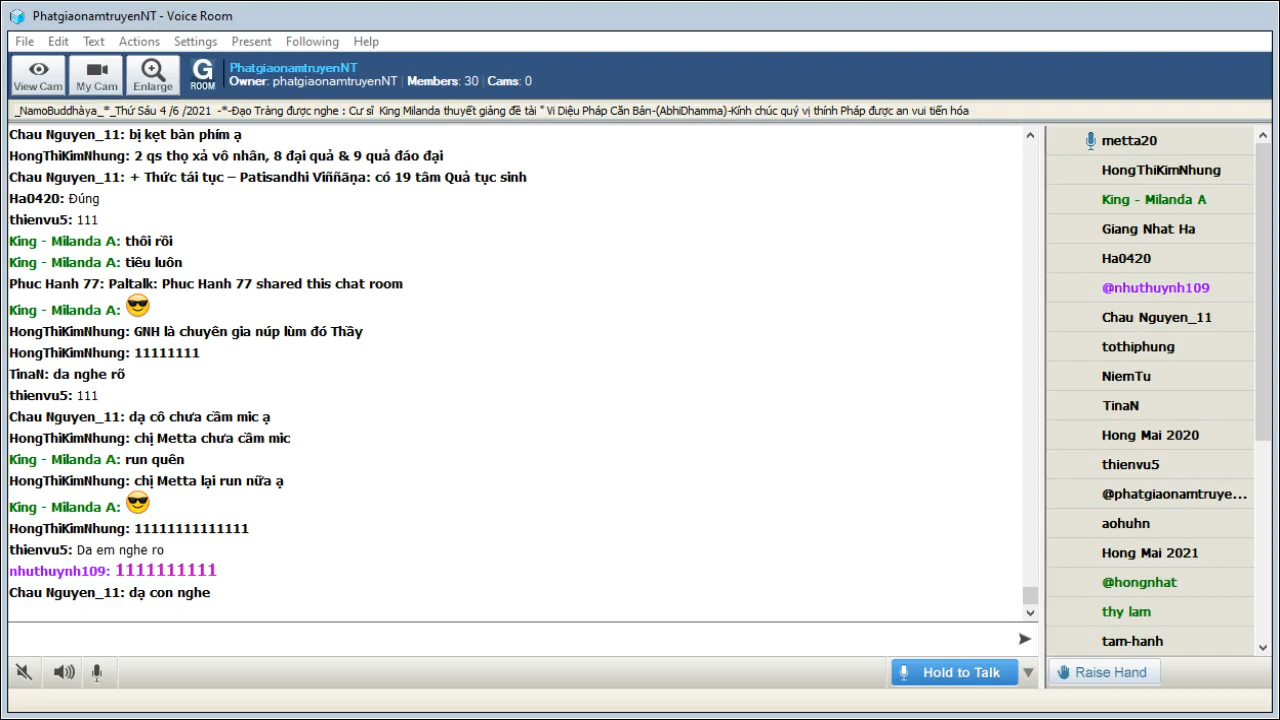 PhatgiaonamtruyenNT - Voice Room
File Edit Text Actions Settings Present Following Help
View Cam My Cam Enlarge G ROOM
PhatgiaonamtruyenNT
Owner: phatgiaonamtruyenNT | Members: 30 | Cams: 0
_NamoBuddhàya_*_Thứ Sáu 4 /6 /2021 -*-Đạo Tràng được nghe : Cư sĩ King Milanda thuyết giảng đề tài " Vi Diệu Pháp Căn Bản-(AbhiDhamma)-Kính chúc quý vị thính Pháp được an vui tiến hóa
Chau Nguyen_11: bị kẹt bàn phím ạ
HongThiKimNhung: 2 qs thọ xả vô nhân, 8 đại quả & 9 quả đáo đại
Chau Nguyen_11: + Thức tái tục – Patisandhi Viññāṇa: có 19 tâm Quả tục sinh
Ha0420: Đúng
thienvu5: 111
King - Milanda A: thôi rồi
King - Milanda A: tiêu luôn
Phuc Hanh 77: Paltalk: Phuc Hanh 77 shared this chat room
King - Milanda A:
HongThiKimNhung: GNH là chuyên gia núp lùm đó Thầy
HongThiKimNhung: 11111111
TinaN: da nghe rõ
thienvu5: 111
Chau Nguyen_11: dạ cô chưa cầm mic ạ
HongThiKimNhung: chị Metta chưa cầm mic
King - Milanda A: run quên
HongThiKimNhung: chị Metta lại run nữa ạ
King - Milanda A:
HongThiKimNhung: 11111111111111
thienvu5: Da em nghe ro
nhuthuynh109: 1111111111
Chau Nguyen_11: dạ con nghe
metta20
HongThiKimNhung
King - Milanda A
Giang Nhat Ha
Ha0420
@nhuthuynh109
Chau Nguyen_11
tothiphung
NiemTu
TinaN
Hong Mai 2020
thienvu5
@phatgiaonamtruye...
aohuhn
Hong Mai 2021
@hongnhat
thy lam
tam-hanh
Hold to Talk
Raise Hand